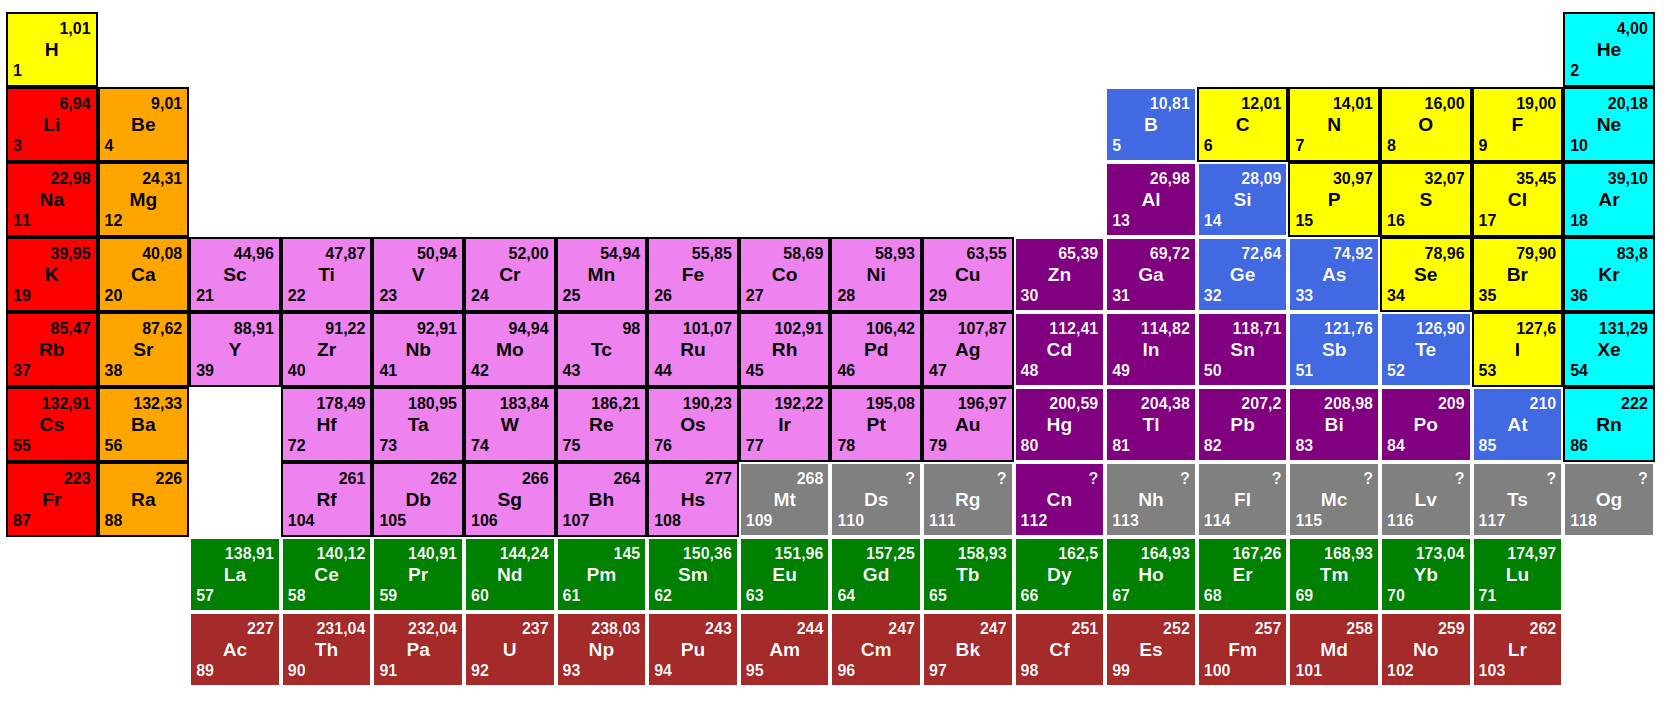 1,01 4,00
H He
1 2
6,94 9,01 10,81 12,01 14,01 16,00 19,00 20,18
Li Be B C N O F Ne
3 4 5 6 7 8 9 10
22,98 24,31 26,98 28,09 30,97 32,07 35,45 39,10
Na Mg Al Si P S Cl Ar
11 12 13 14 15 16 17 18
39,95 40,08 44,96 47,87 50,94 52,00 54,94 55,85 58,69 58,93 63,55 65,39 69,72 72,64 74,92 78,96 79,90 83,8
K Ca Sc Ti V Cr Mn Fe Co Ni Cu Zn Ga Ge As Se Br Kr
19 20 21 22 23 24 25 26 27 28 29 30 31 32 33 34 35 36
85,47 87,62 88,91 91,22 92,91 94,94 98 101,07 102,91 106,42 107,87 112,41 114,82 118,71 121,76 126,90 127,6 131,29
Rb Sr Y Zr Nb Mo Tc Ru Rh Pd Ag Cd In Sn Sb Te I Xe
37 38 39 40 41 42 43 44 45 46 47 48 49 50 51 52 53 54
132,91 132,33 178,49 180,95 183,84 186,21 190,23 192,22 195,08 196,97 200,59 204,38 207,2 208,98 209 210 222
Cs Ba Hf Ta W Re Os Ir Pt Au Hg Tl Pb Bi Po At Rn
55 56 72 73 74 75 76 77 78 79 80 81 82 83 84 85 86
223 226 261 262 266 264 277 268 ? ? ? ? ? ? ? ? ?
Fr Ra Rf Db Sg Bh Hs Mt Ds Rg Cn Nh Fl Mc Lv Ts Og
87 88 104 105 106 107 108 109 110 111 112 113 114 115 116 117 118
138,91 140,12 140,91 144,24 145 150,36 151,96 157,25 158,93 162,5 164,93 167,26 168,93 173,04 174,97
La Ce Pr Nd Pm Sm Eu Gd Tb Dy Ho Er Tm Yb Lu
57 58 59 60 61 62 63 64 65 66 67 68 69 70 71
227 231,04 232,04 237 238,03 243 244 247 247 251 252 257 258 259 262
Ac Th Pa U Np Pu Am Cm Bk Cf Es Fm Md No Lr
89 90 91 92 93 94 95 96 97 98 99 100 101 102 103